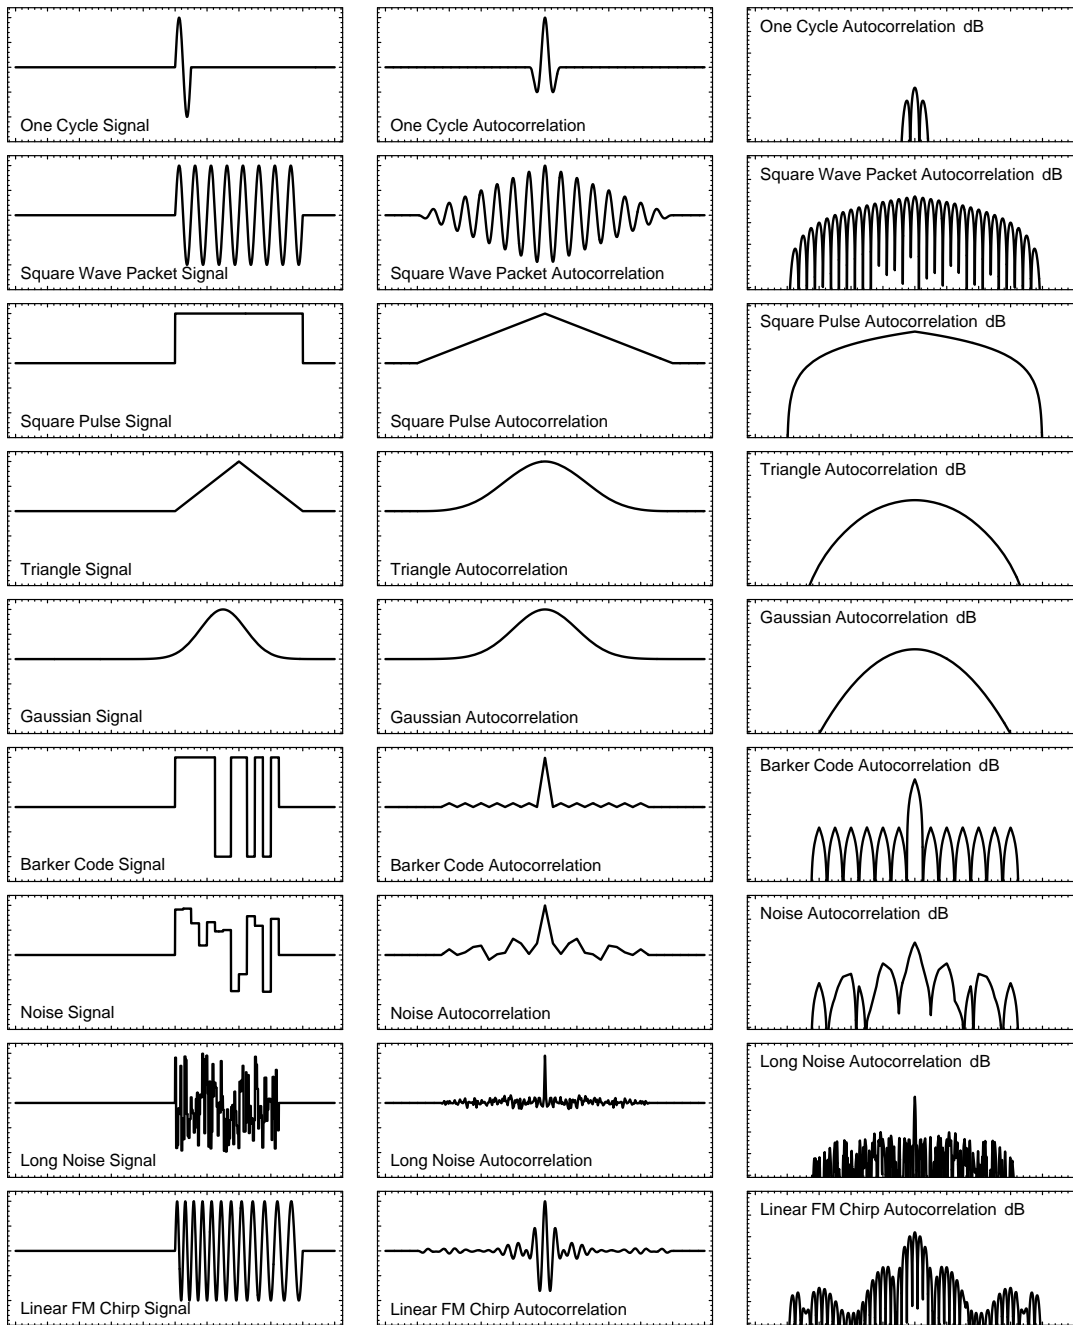 One Cycle Signal
One Cycle Autocorrelation
One Cycle Autocorrelation dB
Square Wave Packet Signal
Square Wave Packet Autocorrelation
Square Wave Packet Autocorrelation dB
Square Pulse Signal
Square Pulse Autocorrelation
Square Pulse Autocorrelation dB
Triangle Signal
Triangle Autocorrelation
Triangle Autocorrelation dB
Gaussian Signal
Gaussian Autocorrelation
Gaussian Autocorrelation dB
Barker Code Signal
Barker Code Autocorrelation
Barker Code Autocorrelation dB
Noise Signal
Noise Autocorrelation
Noise Autocorrelation dB
Long Noise Signal
Long Noise Autocorrelation
Long Noise Autocorrelation dB
Linear FM Chirp Signal
Linear FM Chirp Autocorrelation
Linear FM Chirp Autocorrelation dB